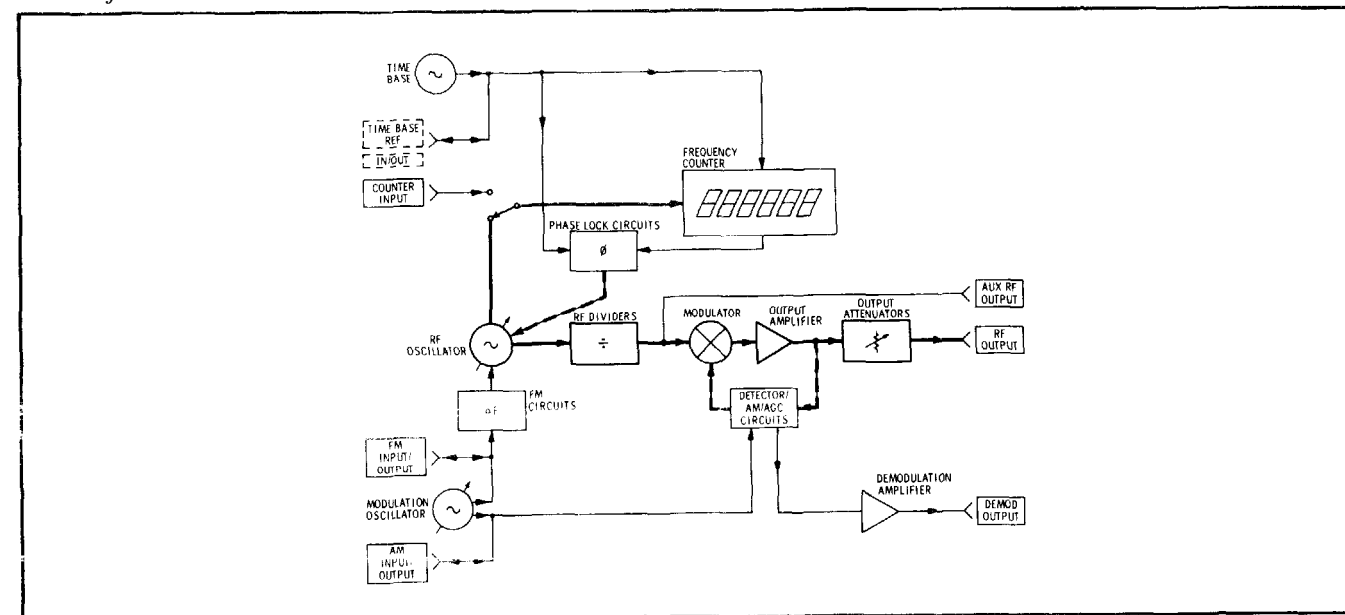 TIME
BASE
TIME BASE
REF
IN/OUT
COUNTER
INPUT
FREQUENCY
COUNTER
PHASE LOCK CIRCUITS
Ø
AUX RF
OUTPUT
RF
OSCILLATOR
RF DIVIDERS
÷
MODULATOR
OUTPUT
AMPLIFIER
OUTPUT
ATTENUATORS
RF
OUTPUT
FM
CIRCUITS
DETECTOR/
AM/AGC
CIRCUITS
FM
INPUT/
OUTPUT
MODULATION
OSCILLATOR
DEMODULATION
AMPLIFIER
DEMOD
OUTPUT
AM
INPUT/
OUTPUT